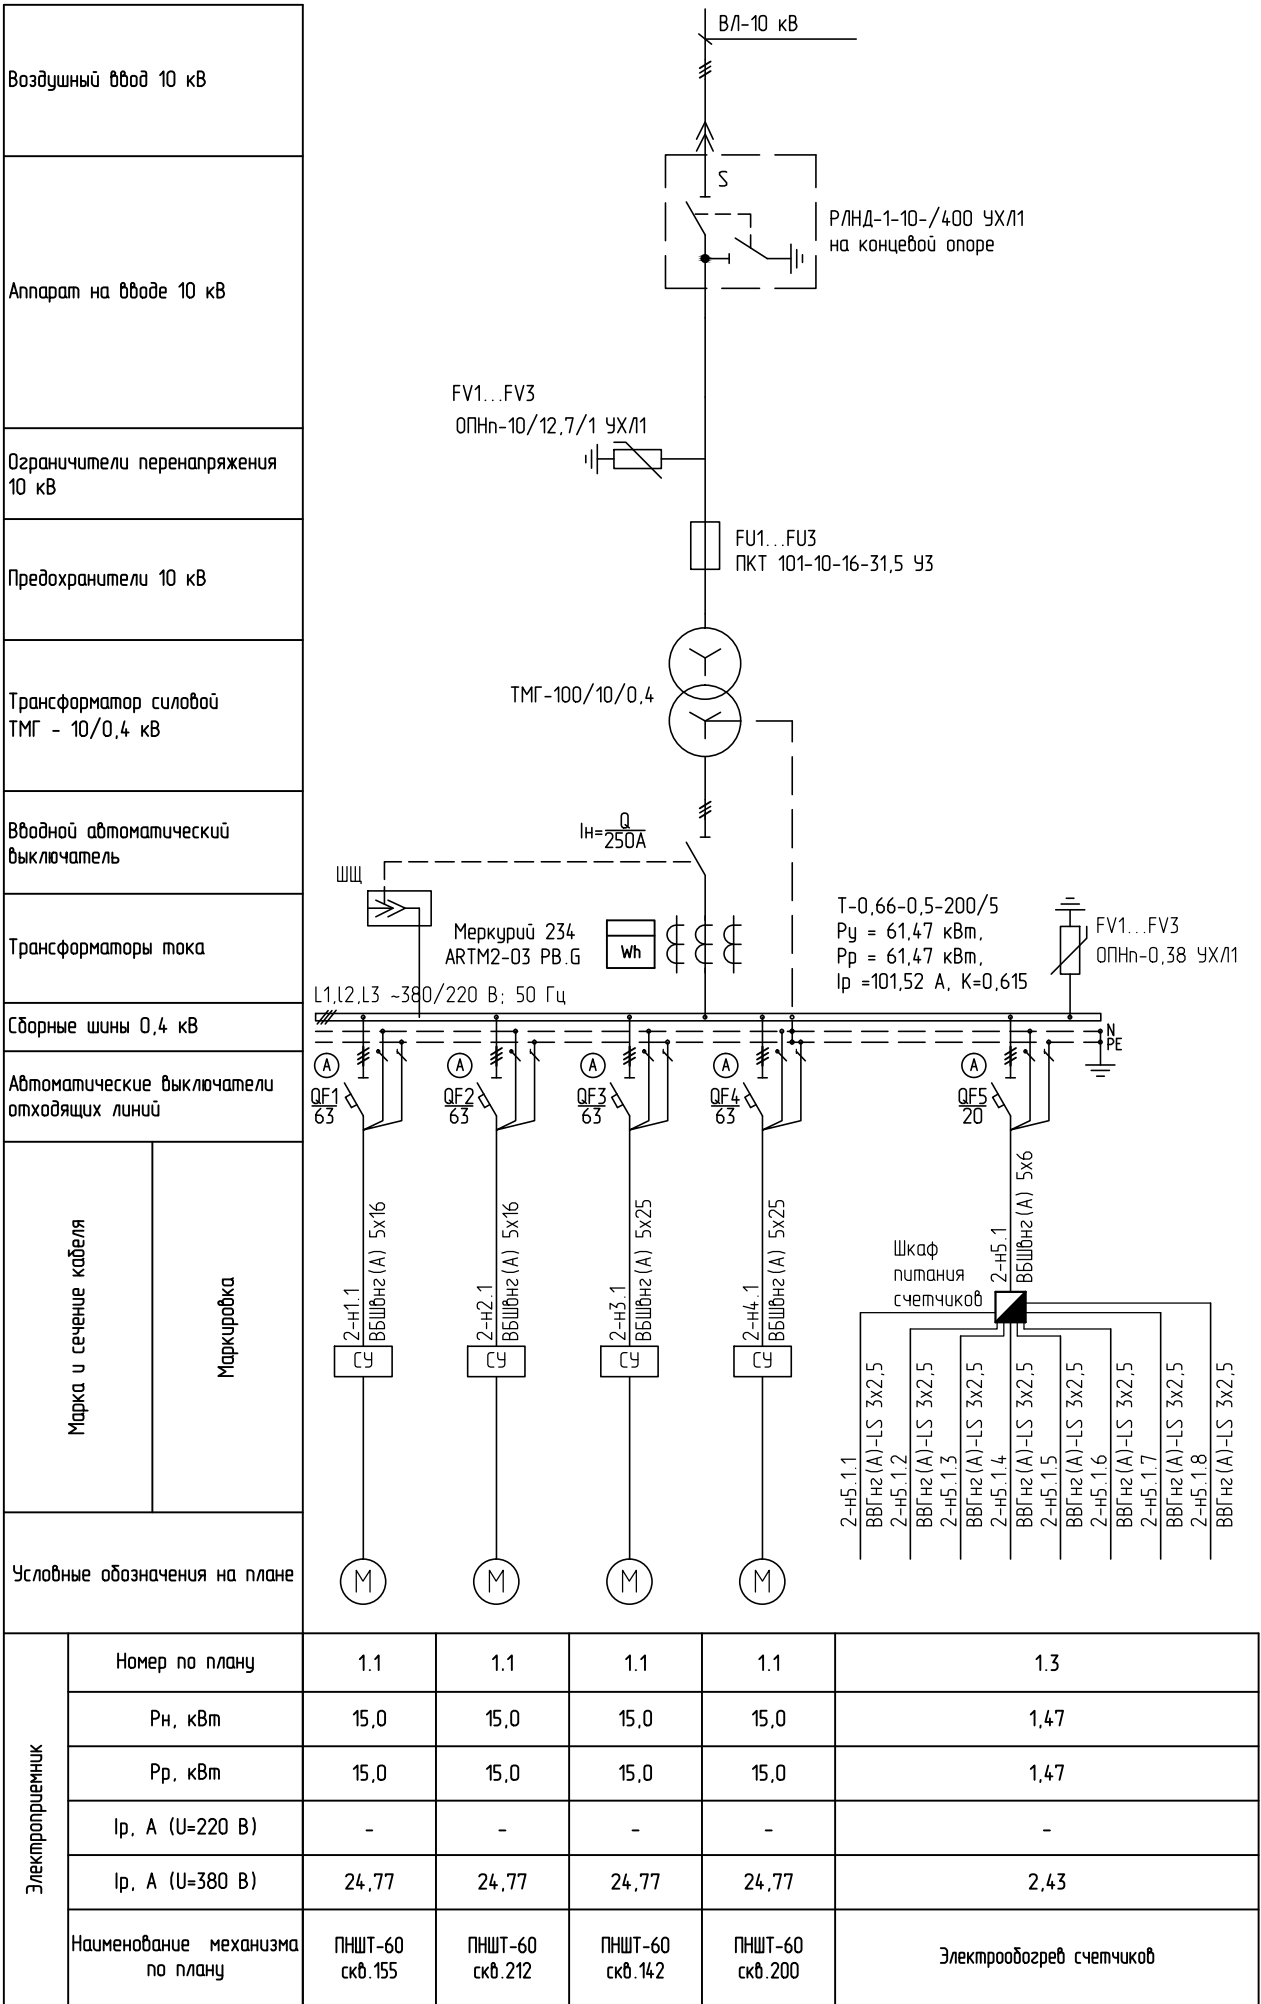 ВЛ-10 кВ
Воздушный ввод 10 кВ
S
РЛНД-1-10-/400 УХЛ1
на концевой опоре
Аппарат на вводе 10 кВ
FV1...FV3
ОПНп-10/12,7/1 УХЛ1
Ограничители перенапряжения
10 кВ
FU1...FU3
ПКТ 101-10-16-31,5 У3
Предохранители 10 кВ
ТМГ-100/10/0,4
Трансформатор силовой
ТМГ - 10/0,4 кВ
Вводной автоматический
выключатель
Iн=Q
250А
ШЩ
Трансформаторы тока
Меркурий 234
ARTM2-03 PB.G
Wh
Т-0,66-0,5-200/5
Ру = 61,47 кВт,
Рр = 61,47 кВт,
Iр =101,52 А, К=0,615
FV1...FV3
ОПНп-0,38 УХЛ1
L1,l2,L3 ~380/220 В; 50 Гц
Сборные шины 0,4 кВ
N
PE
Автоматические выключатели
отходящих линий
A
QF1
63
A
QF2
63
A
QF3
63
A
QF4
63
A
QF5
20
Марка и сечение кабеля
Маркировка
2-н1.1
ВБШвнг(А) 5х16
2-н2.1
ВБШвнг(А) 5х16
2-н3.1
ВБШвнг(А) 5х25
2-н4.1
ВБШвнг(А) 5х25
2-н5.1
ВБШвнг(А) 5х6
Шкаф
питания
счетчиков
СУ
СУ
СУ
СУ
2-н5.1.1
ВВГнг(А)-LS 3х2,5
2-н5.1.2
ВВГнг(А)-LS 3х2,5
2-н5.1.3
ВВГнг(А)-LS 3х2,5
2-н5.1.4
ВВГнг(А)-LS 3х2,5
2-н5.1.5
ВВГнг(А)-LS 3х2,5
2-н5.1.6
ВВГнг(А)-LS 3х2,5
2-н5.1.7
ВВГнг(А)-LS 3х2,5
2-н5.1.8
ВВГнг(А)-LS 3х2,5
Условные обозначения на плане
М
М
М
М
Электроприемник
Номер по плану 1.1 1.1 1.1 1.1 1.3
Рн, кВт 15,0 15,0 15,0 15,0 1,47
Рр, кВт 15,0 15,0 15,0 15,0 1,47
Iр, А (U=220 В) - - - - -
Iр, А (U=380 В) 24,77 24,77 24,77 24,77 2,43
Наименование механизма
по плану
ПНШТ-60
скв.155
ПНШТ-60
скв.212
ПНШТ-60
скв.142
ПНШТ-60
скв.200
Электрообогрев счетчиков